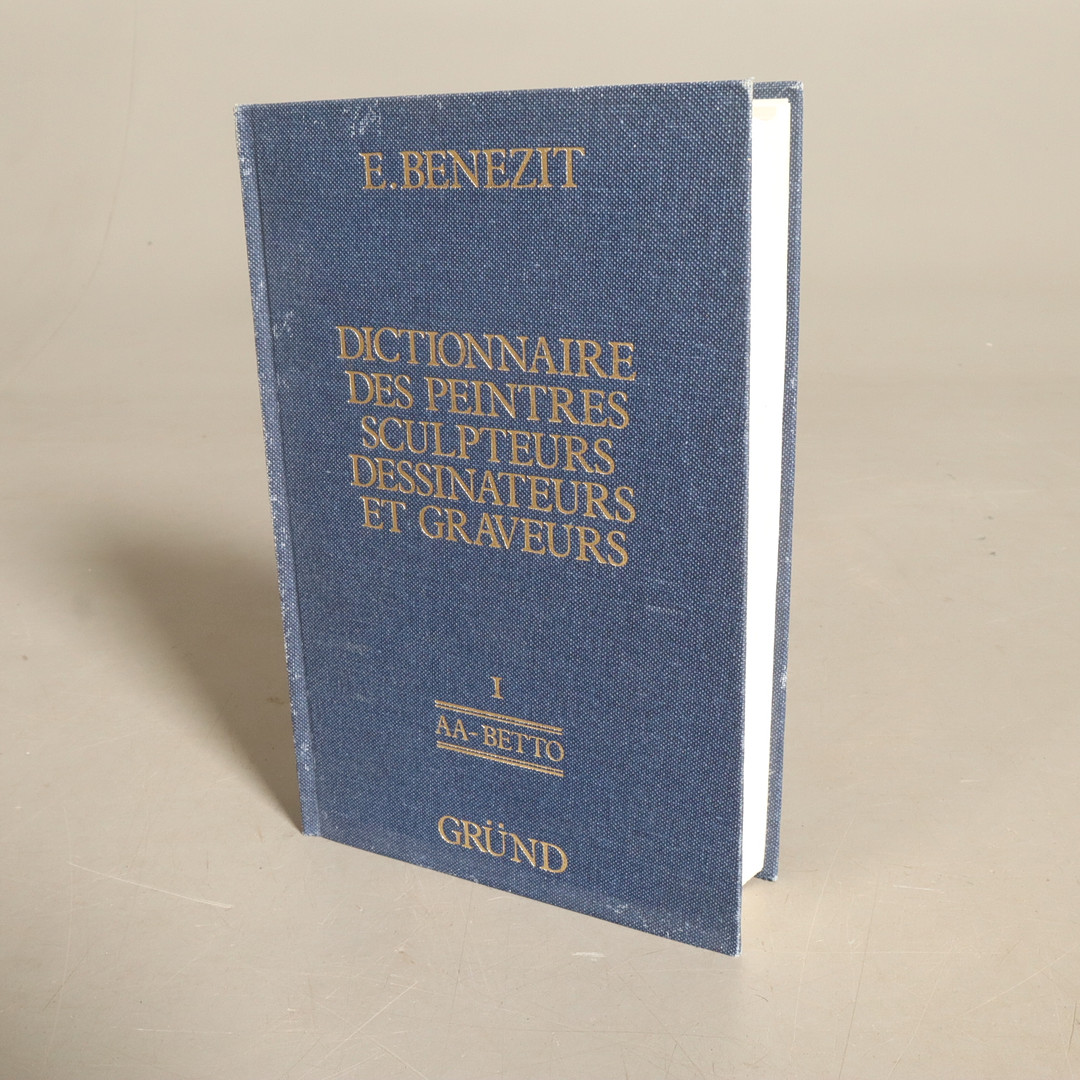 E. BENEZIT
DICTIONNAIRE
DES PEINTRES
SCULPTEURS
DESSINATEURS
ET GRAVEURS
I
AA-BETTO
GRÜND